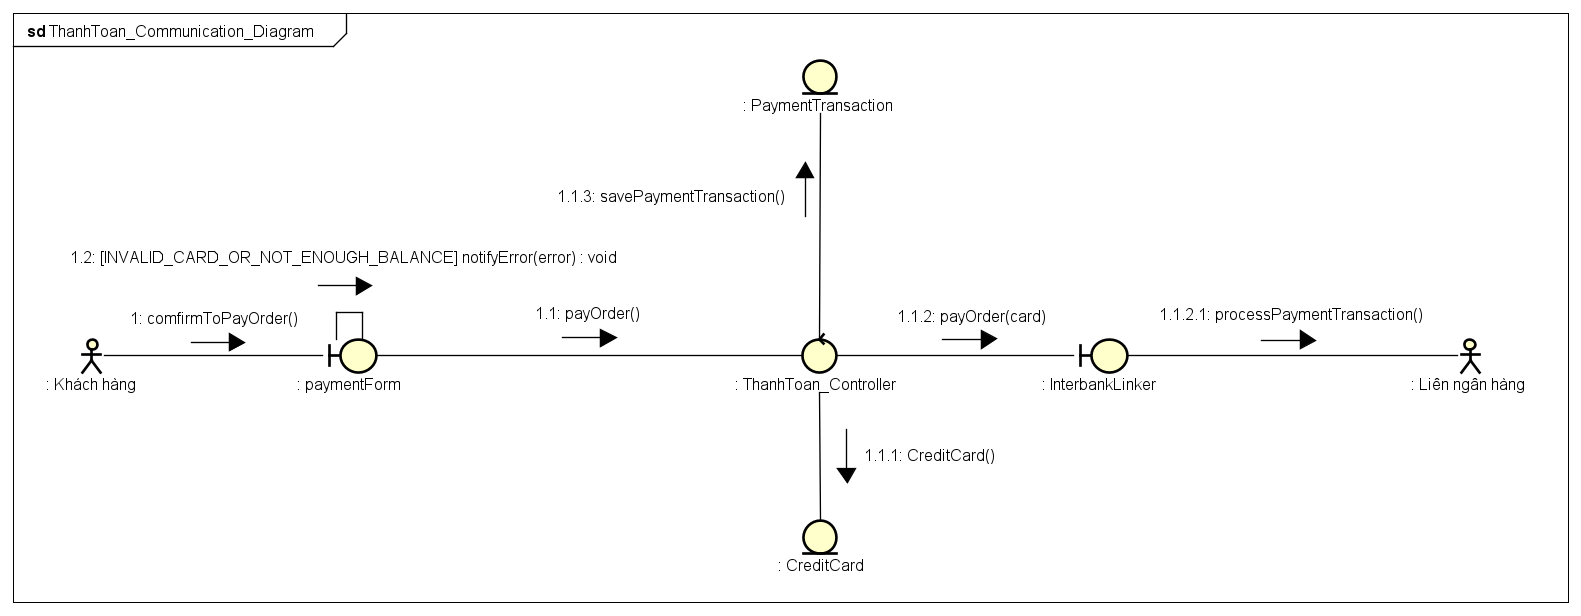 sd ThanhToan_Communication_Diagram
: PaymentTransaction
1.1.3: savePaymentTransaction()
1.2: [INVALID_CARD_OR_NOT_ENOUGH_BALANCE] notifyError(error) : void
1: comfirmToPayOrder()
1.1: payOrder()
1.1.2: payOrder(card)
1.1.2.1: processPaymentTransaction()
: Khách hàng
: paymentForm
: ThanhToan_Controller
: InterbankLinker
: Liên ngân hàng
1.1.1: CreditCard()
: CreditCard